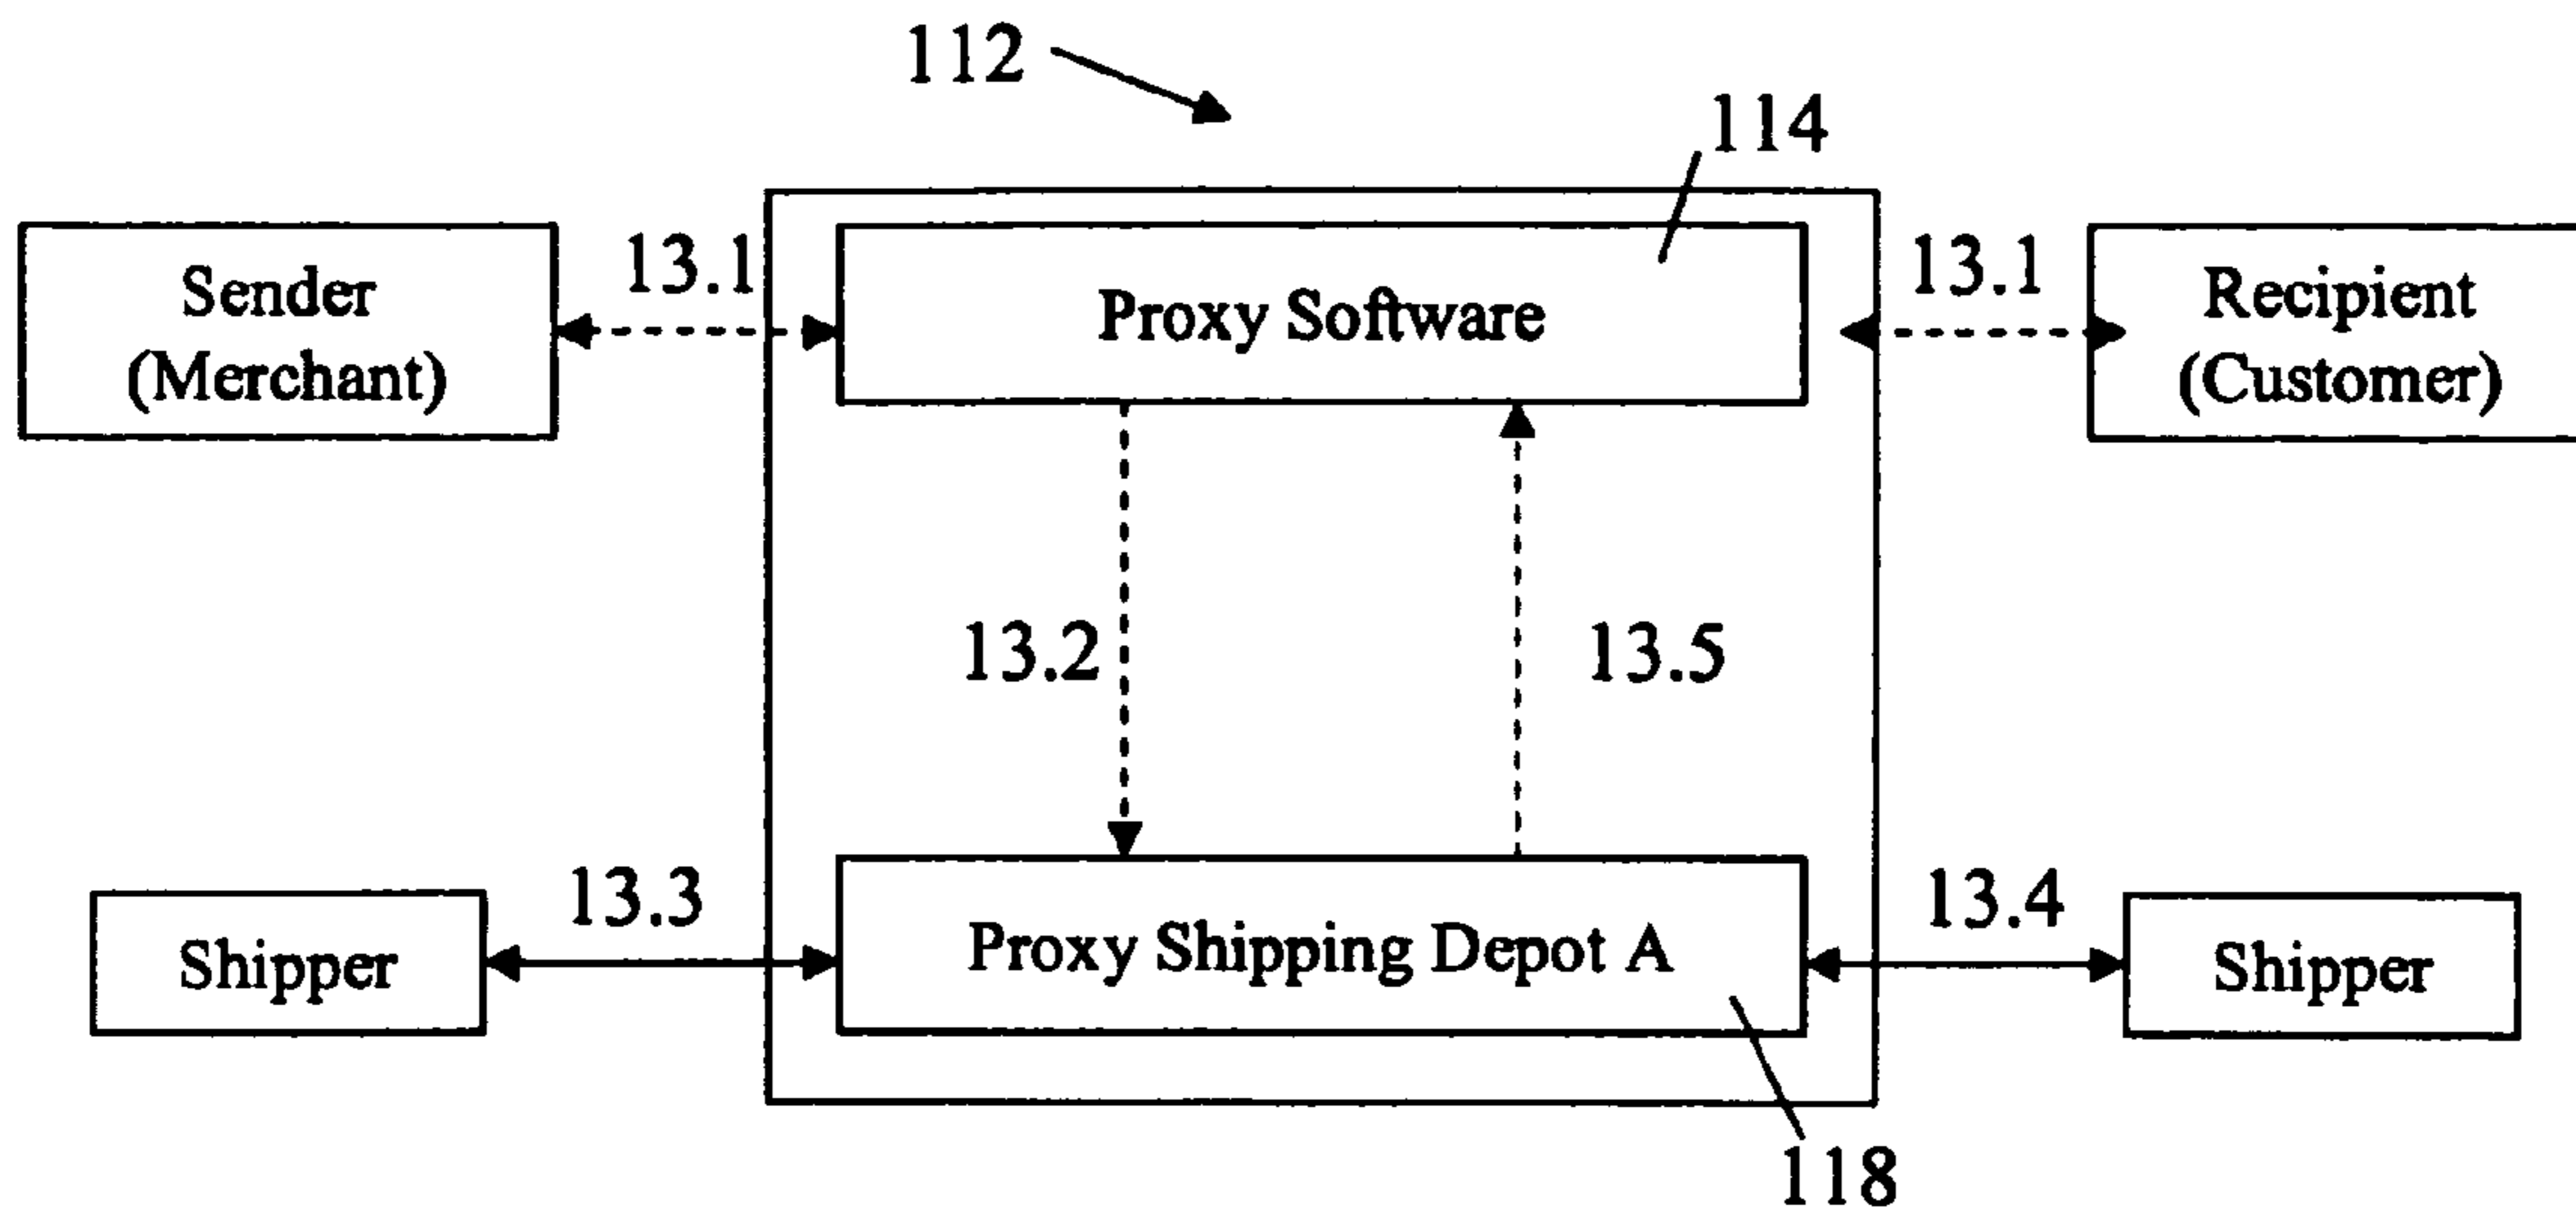 112
114
Sender
(Merchant)
13.1
Proxy Software
13.1
Recipient
(Customer)
13.2
13.5
Shipper
13.3
Proxy Shipping Depot A
13.4
Shipper
118